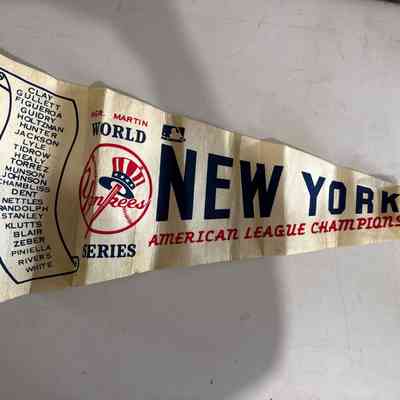 CLAY
GULLETT
FIGUEROA
GUIDRY
HOLTZMAN
HUNTER
JACKSON
LYLE
TIDROW
HEALY
TORREZ
MUNSON
JOHNSON
CHAMBLISS
DENT
NETTLES
RANDOLPH
STANLEY
KLUTTS
BLAIR
ZEBER
PINIELLA
RIVERS
WHITE
MGR. MARTIN
WORLD
Yankees
SERIES
NEW YORK
AMERICAN LEAGUE CHAMPIONS